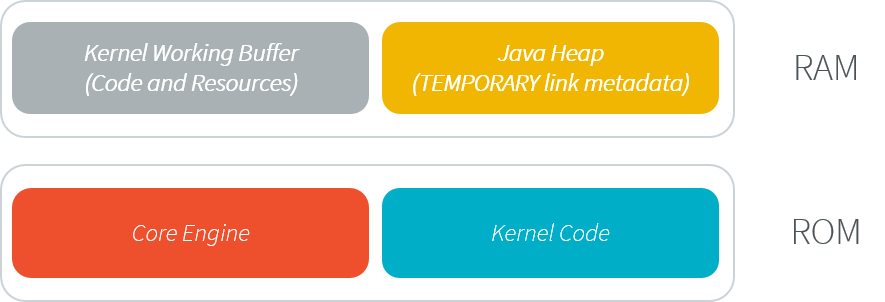 Kernel Working Buffer
(Code and Resources)
Java Heap
(TEMPORARY link metadata)
RAM
Core Engine
Kernel Code
ROM